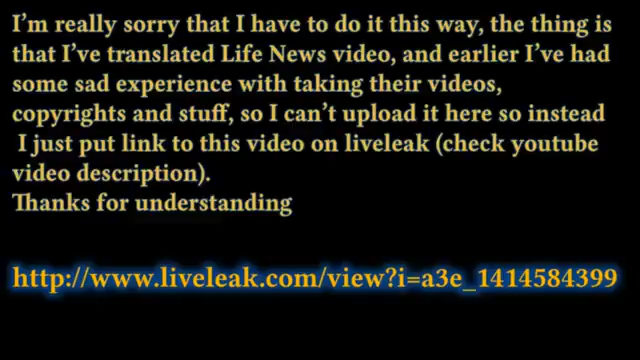 I'm really sorry that I have to do it this way, the thing is
that I've translated Life News video, and earlier I've had
some sad experience with taking their videos,
copyrights and stuff, so I can't upload it here so instead
I just put link to this video on liveleak (check youtube
video description).
Thanks for understanding
http://www.liveleak.com/view?i=a3e_1414584399